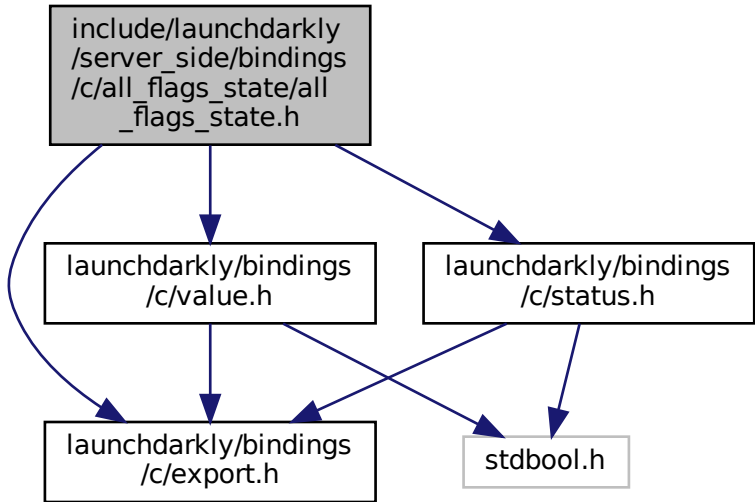 include/launchdarkly
/server_side/bindings
/c/all_flags_state/all
_flags_state.h
launchdarkly/bindings
/c/value.h
launchdarkly/bindings
/c/status.h
launchdarkly/bindings
/c/export.h
stdbool.h